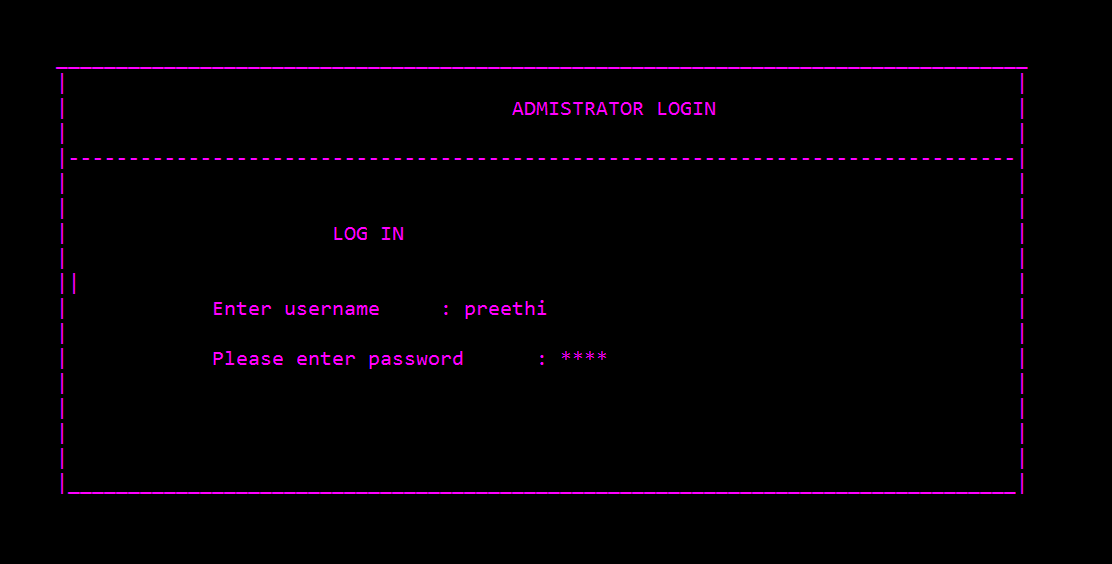 ADMISTRATOR LOGIN
LOG IN
Enter username : preethi
Please enter password : ****